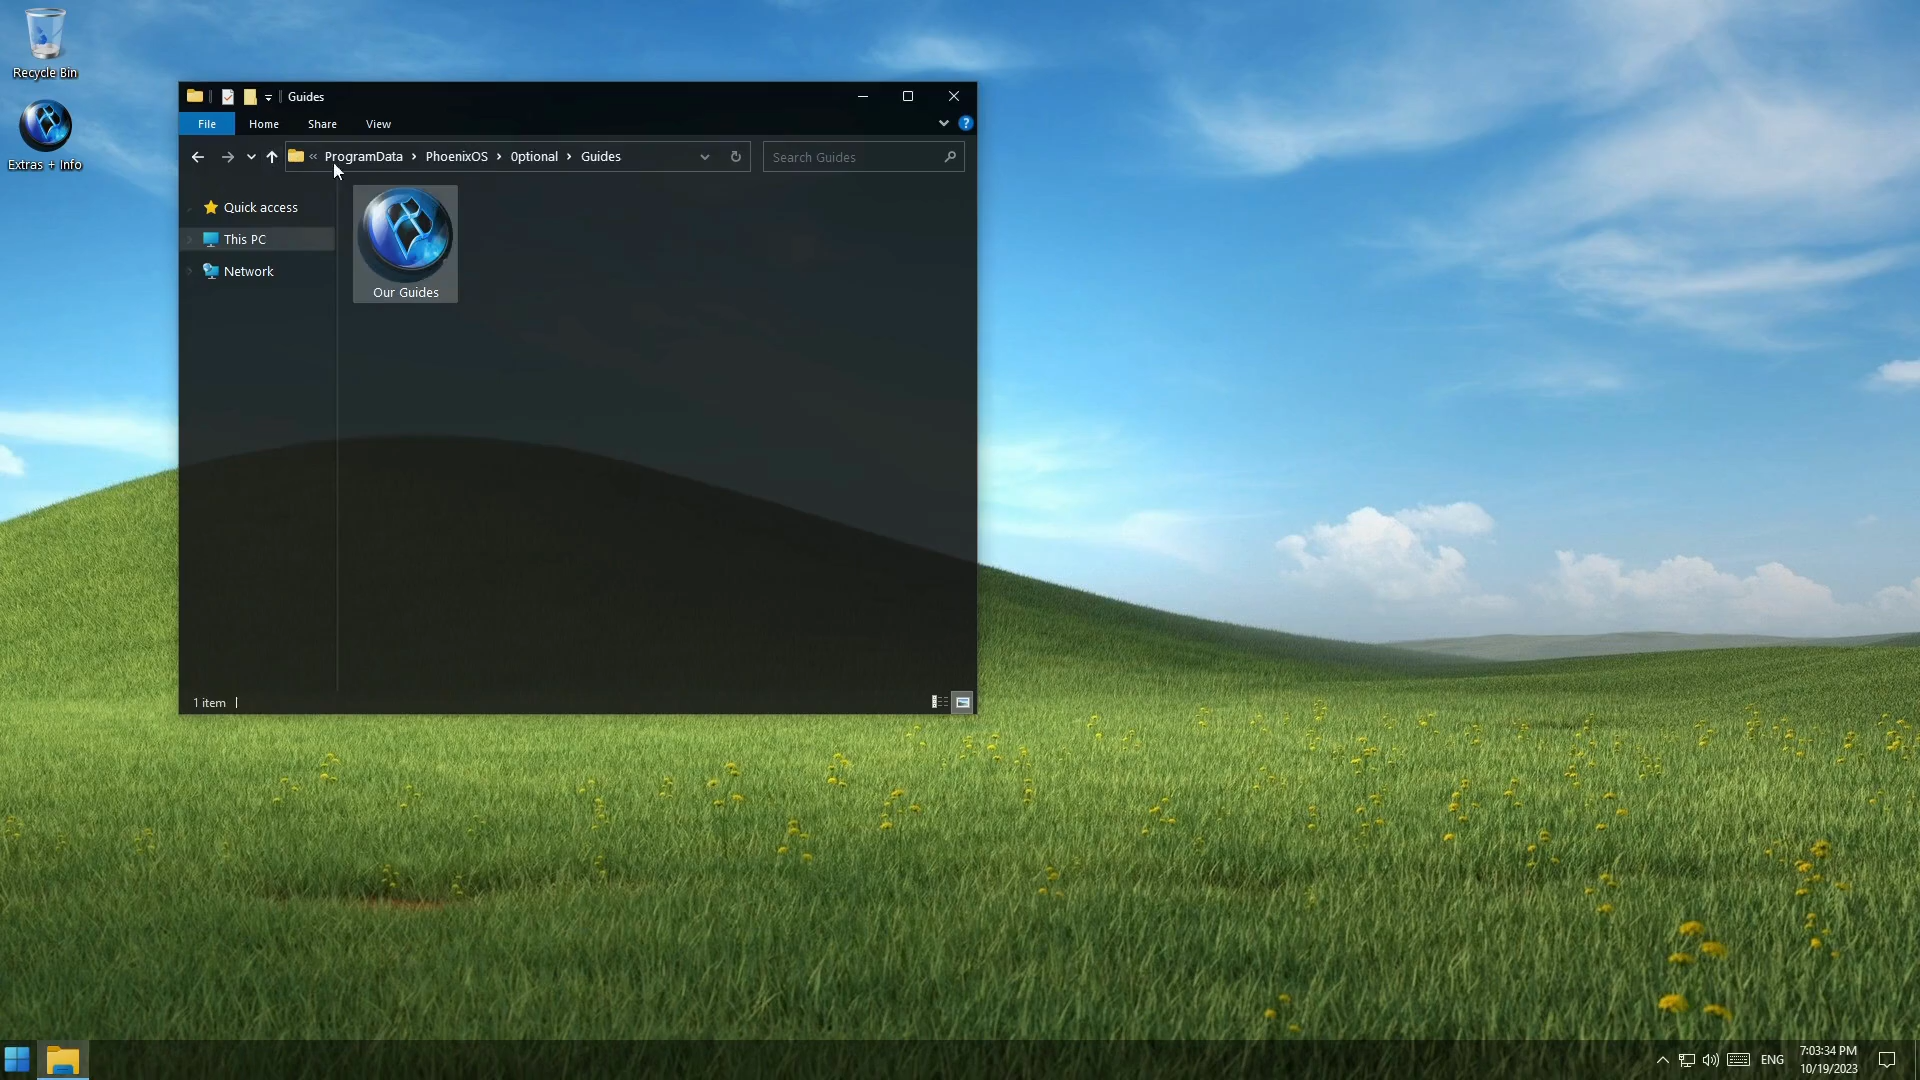 Recycle Bin
Extras + Info
Guides
File
Home
Share
View
?
« ProgramData › PhoenixOS › 0ptional › Guides
Search Guides
Quick access
This PC
Network
Our Guides
1 item
ENG
7:03:34 PM
10/19/2023